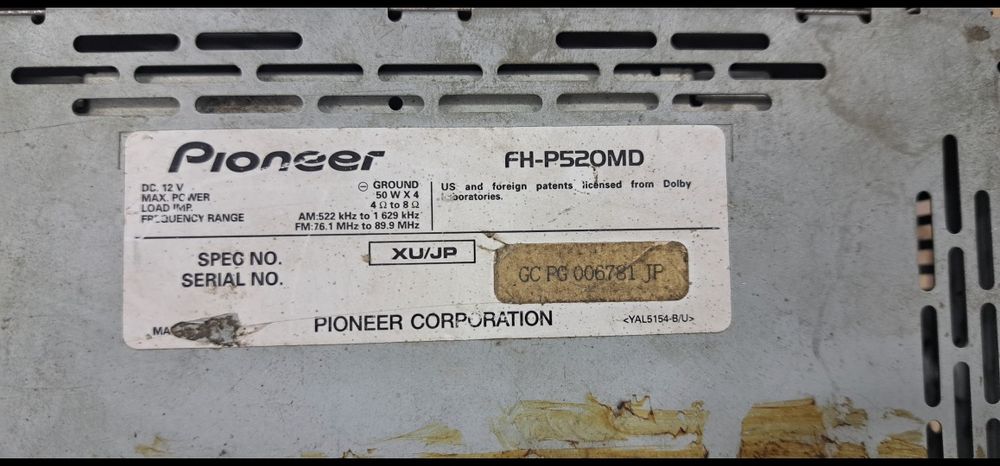 Pioneer
FH-P520MD
DC. 12 V ⊖ GROUND
MAX. POWER 50 W X 4
LOAD IMP. 4 Ω to 8 Ω
FREQUENCY RANGE AM:522 kHz to 1 629 kHz
FM:76.1 MHz to 89.9 MHz
US and foreign patents licensed from Dolby
Laboratories.
SPEC NO. XU/JP
SERIAL NO. GC PG 006781 JP
PIONEER CORPORATION
<YAL5154-B/U>